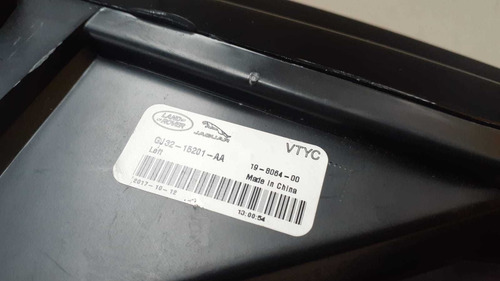 LAND ROVER
JAGUAR
VTYC
GJ32-15201-AA
Left
19-8064-00
Made in China
2017-10-12
13:00:54